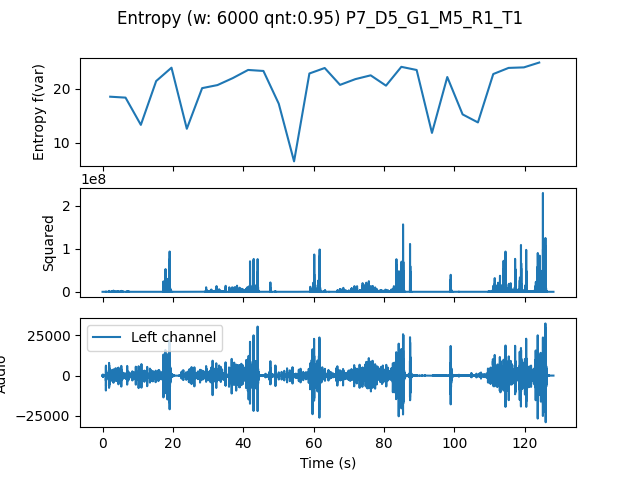 Entropy (w: 6000 qnt:0.95) P7_D5_G1_M5_R1_T1
Entropy f(var)
20
10
1e8
Squared
2
1
0
Audio
25000
0
−25000
Left channel
0 20 40 60 80 100 120
Time (s)